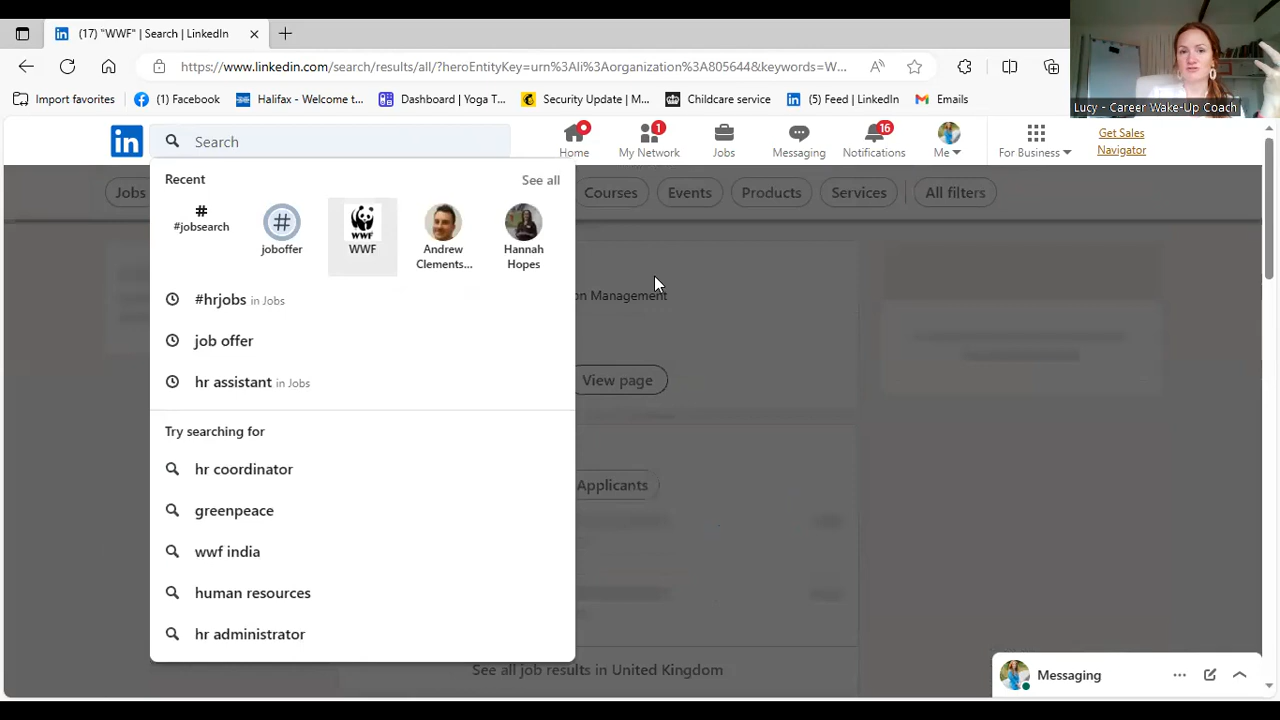 (17) "WWF" | Search | LinkedIn
https://www.linkedin.com/search/results/all/?heroEntityKey=urn%3Ali%3Aorganization%3A805644&keywords=W...
Import favorites
(1) Facebook
Halifax - Welcome t...
Dashboard | Yoga T...
Security Update | M...
Childcare service
(5) Feed | LinkedIn
Emails
Lucy - Career Wake-Up Coach
in
Search
Home
1
My Network
Jobs
Messaging
16
Notifications
Me
For Business
Get Sales
Navigator
Jobs
Courses
Events
Products
Services
All filters
Recent
See all
#
#jobsearch
#
joboffer
WWF
WWF
Andrew
Clements...
Hannah
Hopes
#hrjobs in Jobs
job offer
hr assistant in Jobs
on Management
View page
Try searching for
hr coordinator
greenpeace
wwf india
human resources
hr administrator
Applicants
See all job results in United Kingdom
Messaging